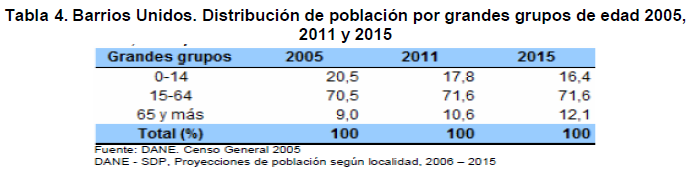 Tabla 4. Barrios Unidos. Distribución de población por grandes grupos de edad 2005,
2011 y 2015
Grandes grupos 2005 2011 2015
0-14 20,5 17,8 16,4
15-64 70,5 71,6 71,6
65 y más 9,0 10,6 12,1
Total (%) 100 100 100
Fuente: DANE. Censo General 2005
DANE - SDP, Proyecciones de población según localidad, 2006 – 2015